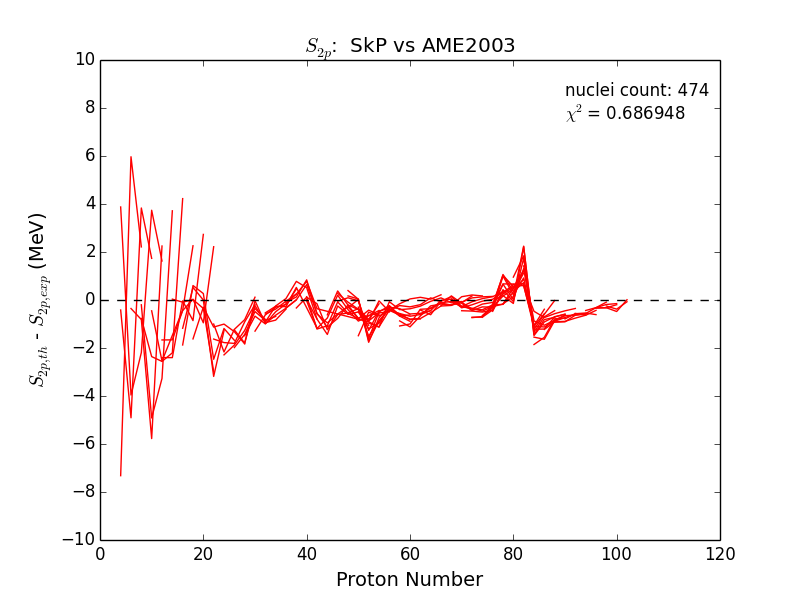 S2p: SkP vs AME2003
nuclei count: 474
χ² = 0.686948
S2p,th - S2p,exp (MeV)
10
8
6
4
2
0
−2
−4
−6
−8
−10
0 20 40 60 80 100 120
Proton Number